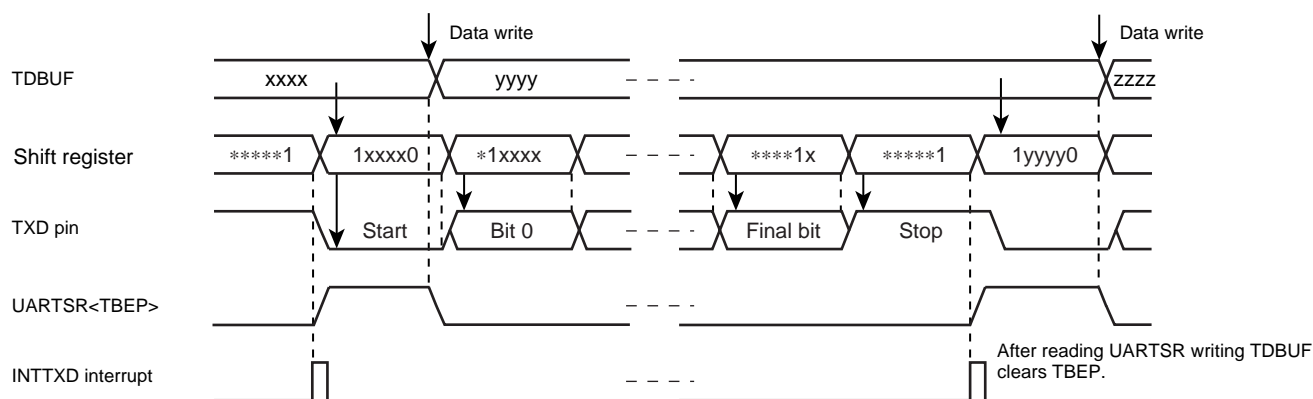 Data write Data write
TDBUF xxxx yyyy zzzz
Shift register *****1 1xxxx0 *1xxxx ****1x *****1 1yyyy0
TXD pin Start Bit 0 Final bit Stop
UARTSR<TBEP>
After reading UARTSR writing TDBUF
INTTXD interrupt clears TBEP.